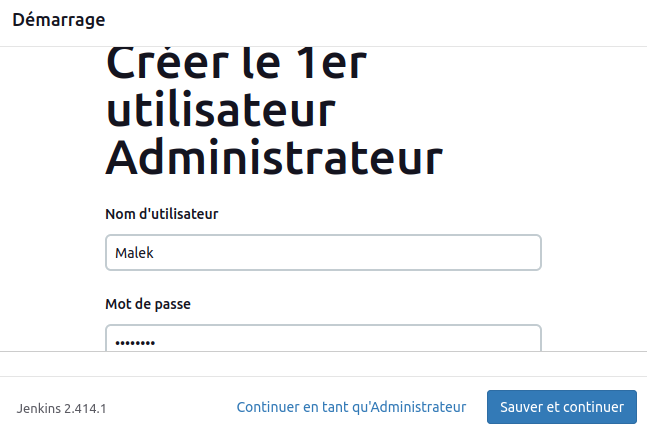 Démarrage
Créer le 1er
utilisateur
Administrateur
Nom d'utilisateur
Malek
Mot de passe
••••••••
Jenkins 2.414.1
Continuer en tant qu'Administrateur
Sauver et continuer